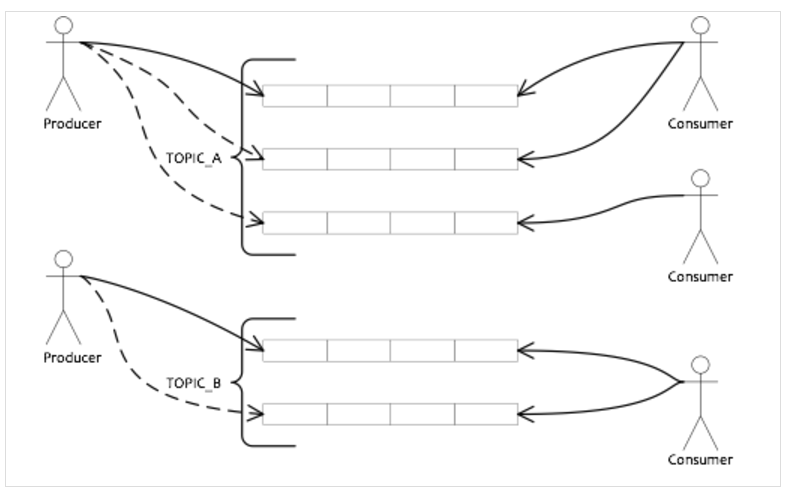 Producer
Consumer
TOPIC_A
Consumer
Producer
TOPIC_B
Consumer